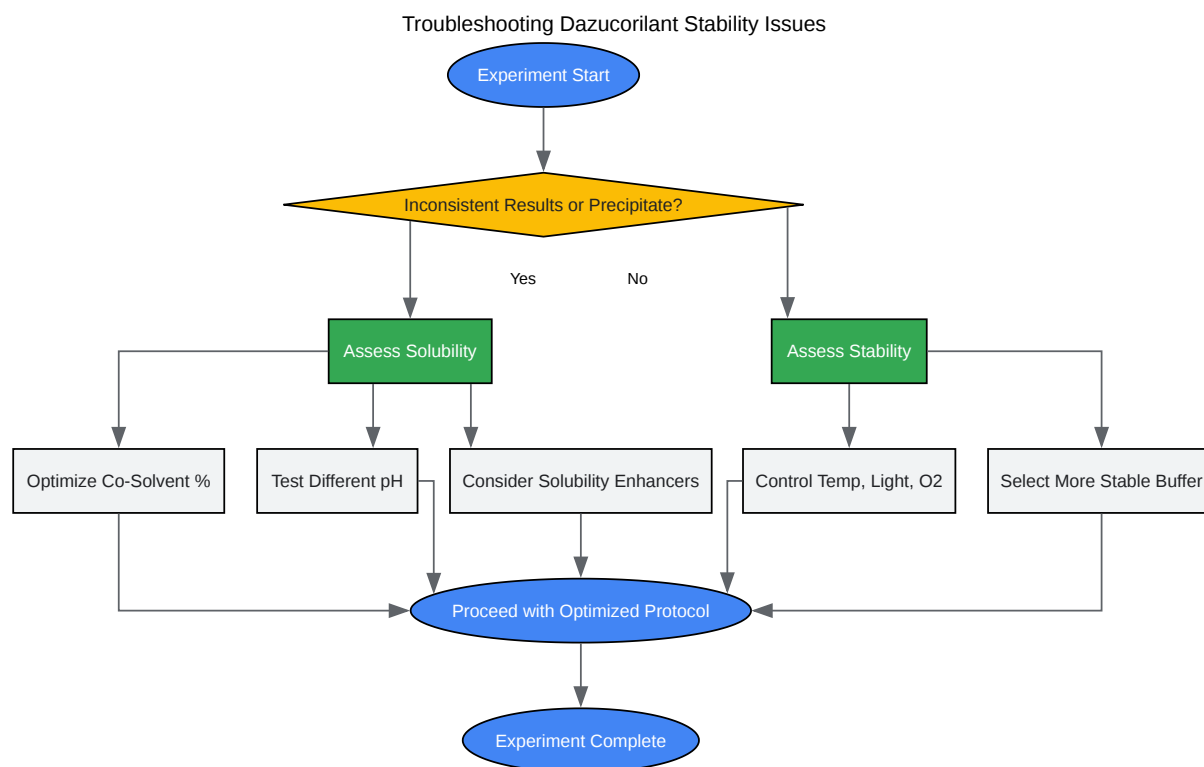 Troubleshooting Dazucorilant Stability Issues
Experiment Start
Inconsistent Results or Precipitate?
Yes
No
Assess Solubility
Assess Stability
Optimize Co-Solvent %
Test Different pH
Consider Solubility Enhancers
Control Temp, Light, O2
Select More Stable Buffer
Proceed with Optimized Protocol
Experiment Complete